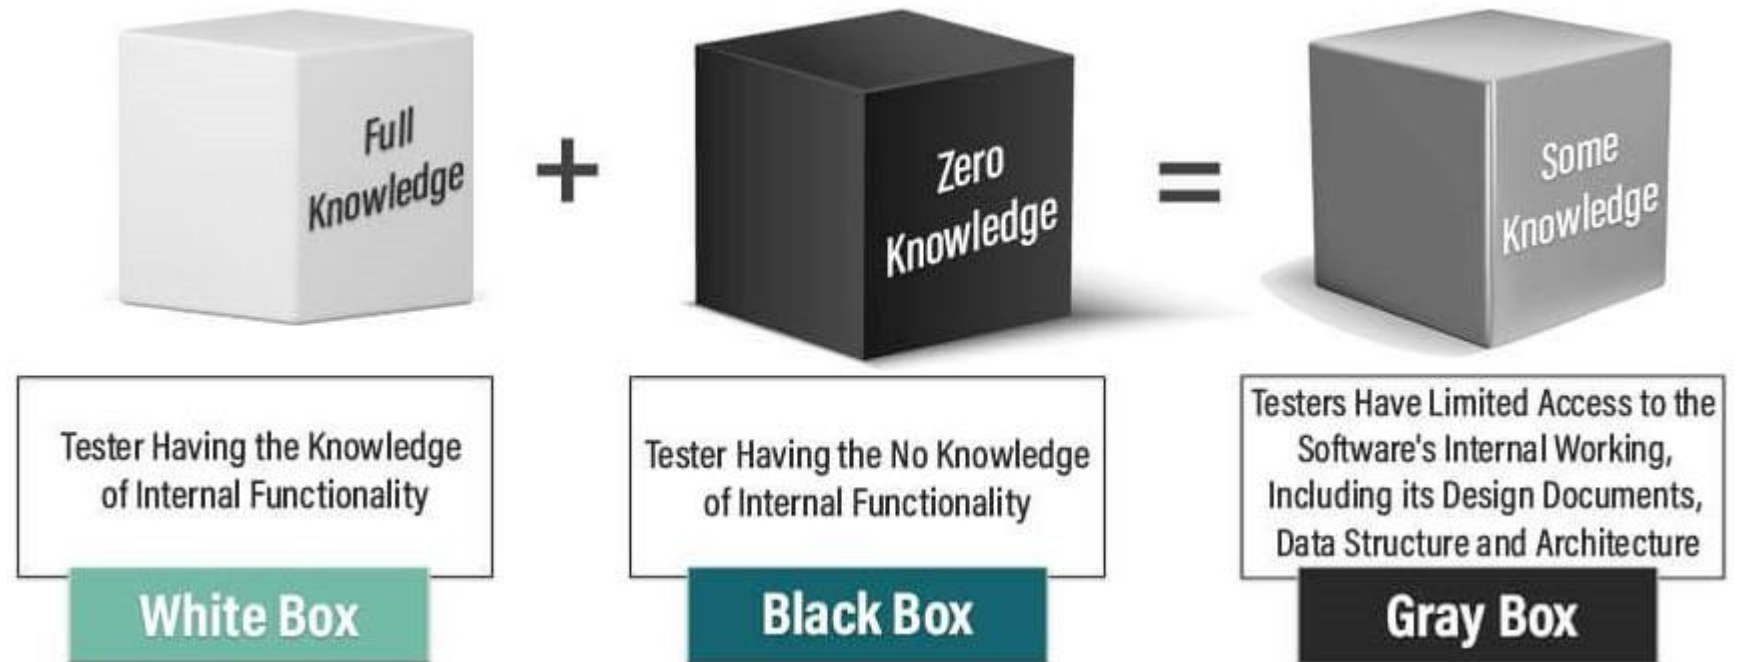 Full
Knowledge
+
Zero
Knowledge
=
Some
Knowledge
Tester Having the Knowledge
of Internal Functionality
White Box
Tester Having the No Knowledge
of Internal Functionality
Black Box
Testers Have Limited Access to the
Software's Internal Working,
Including its Design Documents,
Data Structure and Architecture
Gray Box